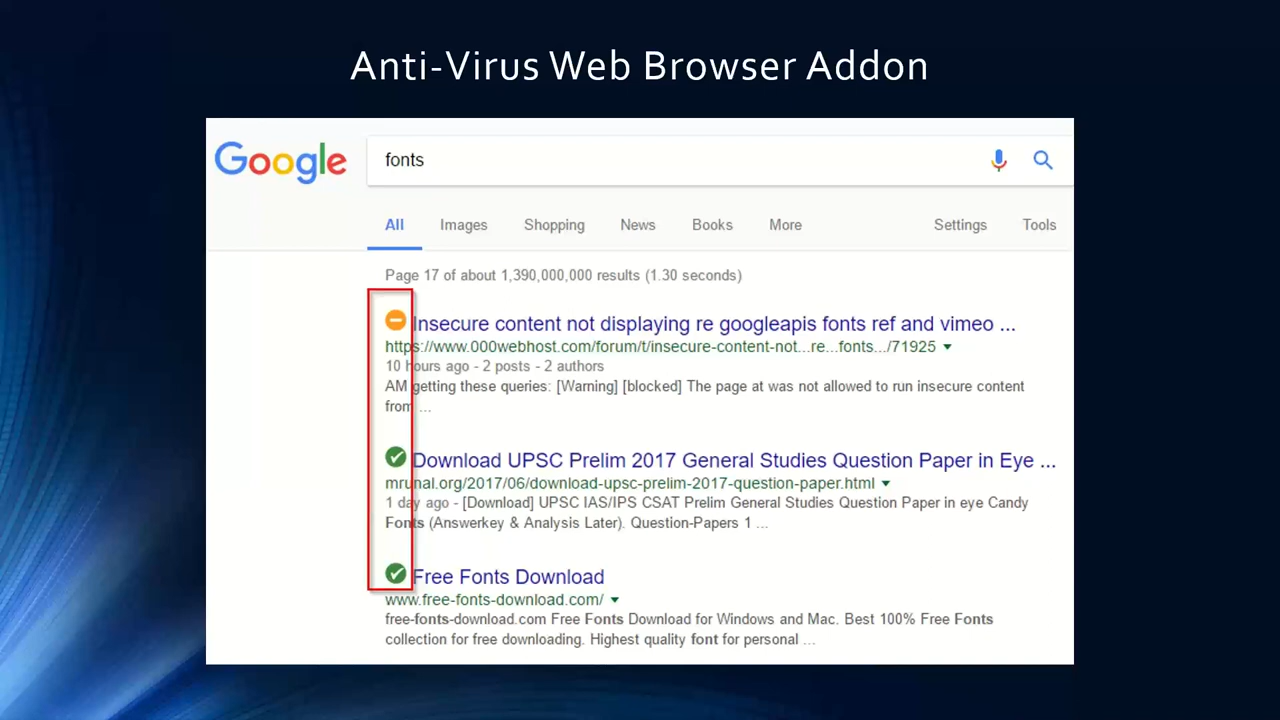 Anti-Virus Web Browser Addon
Google
fonts
All Images Shopping News Books More Settings Tools
Page 17 of about 1,390,000,000 results (1.30 seconds)
Insecure content not displaying re googleapis fonts ref and vimeo ...
https://www.000webhost.com/forum/t/insecure-content-not...re...fonts.../71925
10 hours ago - 2 posts - 2 authors
AM getting these queries: [Warning] [blocked] The page at was not allowed to run insecure content
from ...
Download UPSC Prelim 2017 General Studies Question Paper in Eye ...
mrunal.org/2017/06/download-upsc-prelim-2017-question-paper.html
1 day ago - [Download] UPSC IAS/IPS CSAT Prelim General Studies Question Paper in eye Candy
Fonts (Answerkey & Analysis Later). Question-Papers 1 ...
Free Fonts Download
www.free-fonts-download.com/
free-fonts-download.com Free Fonts Download for Windows and Mac. Best 100% Free Fonts
collection for free downloading. Highest quality font for personal ...